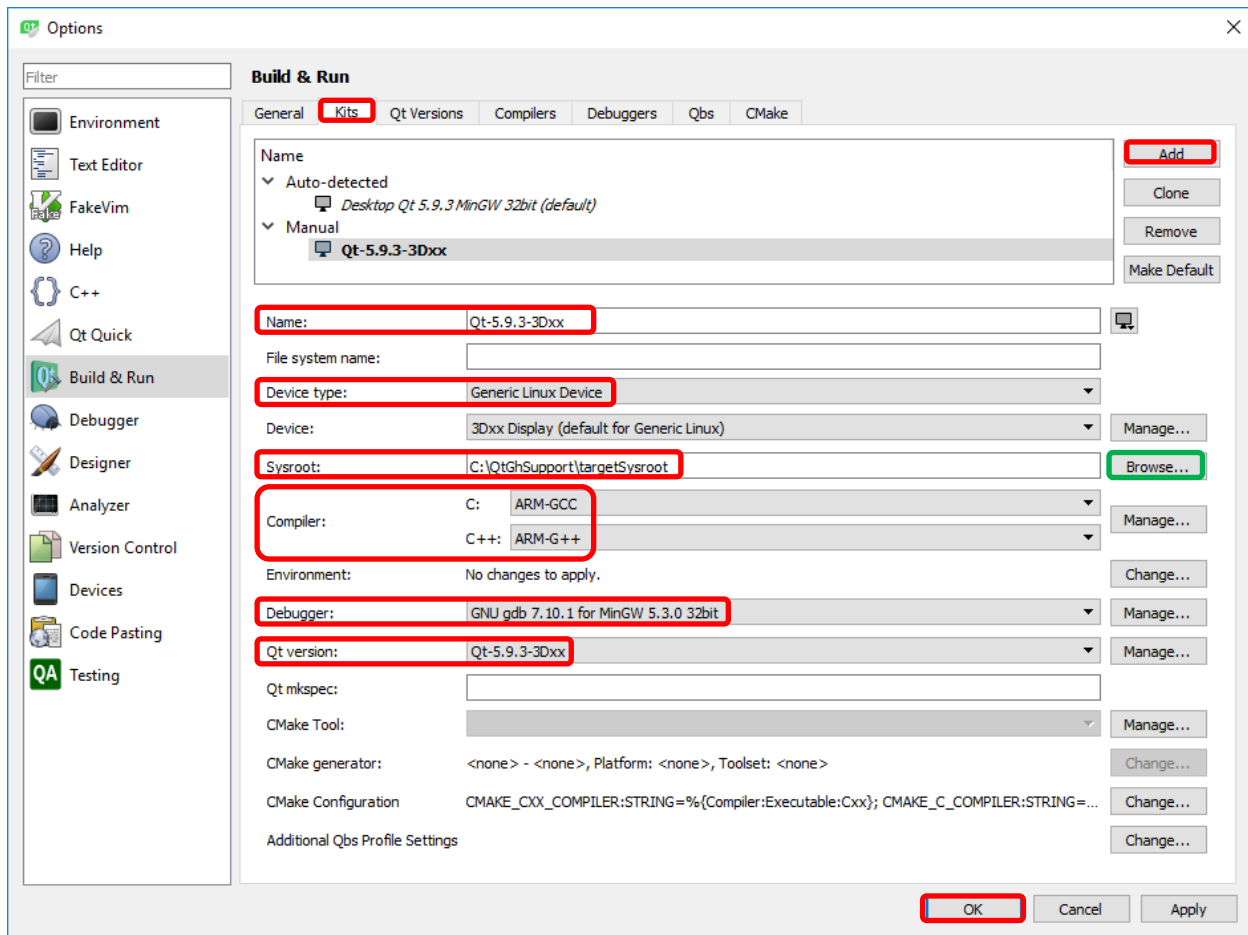 Options
Filter
Build & Run
Environment
Text Editor
FakeVim
Help
C++
Qt Quick
Build & Run
Debugger
Designer
Analyzer
Version Control
Devices
Code Pasting
Testing
General Kits Qt Versions Compilers Debuggers Qbs CMake
Name
Auto-detected
Desktop Qt 5.9.3 MinGW 32bit (default)
Manual
Qt-5.9.3-3Dxx
Add
Clone
Remove
Make Default
Name: Qt-5.9.3-3Dxx
File system name:
Device type: Generic Linux Device
Device: 3Dxx Display (default for Generic Linux) Manage...
Sysroot: C:\QtGhSupport\targetSysroot Browse...
Compiler: C: ARM-GCC
C++: ARM-G++ Manage...
Environment: No changes to apply. Change...
Debugger: GNU gdb 7.10.1 for MinGW 5.3.0 32bit Manage...
Qt version: Qt-5.9.3-3Dxx Manage...
Qt mkspec:
CMake Tool: Manage...
CMake generator: <none> - <none>, Platform: <none>, Toolset: <none> Change...
CMake Configuration CMAKE_CXX_COMPILER:STRING=%{Compiler:Executable:Cxx}; CMAKE_C_COMPILER:STRING=... Change...
Additional Qbs Profile Settings Change...
OK Cancel Apply